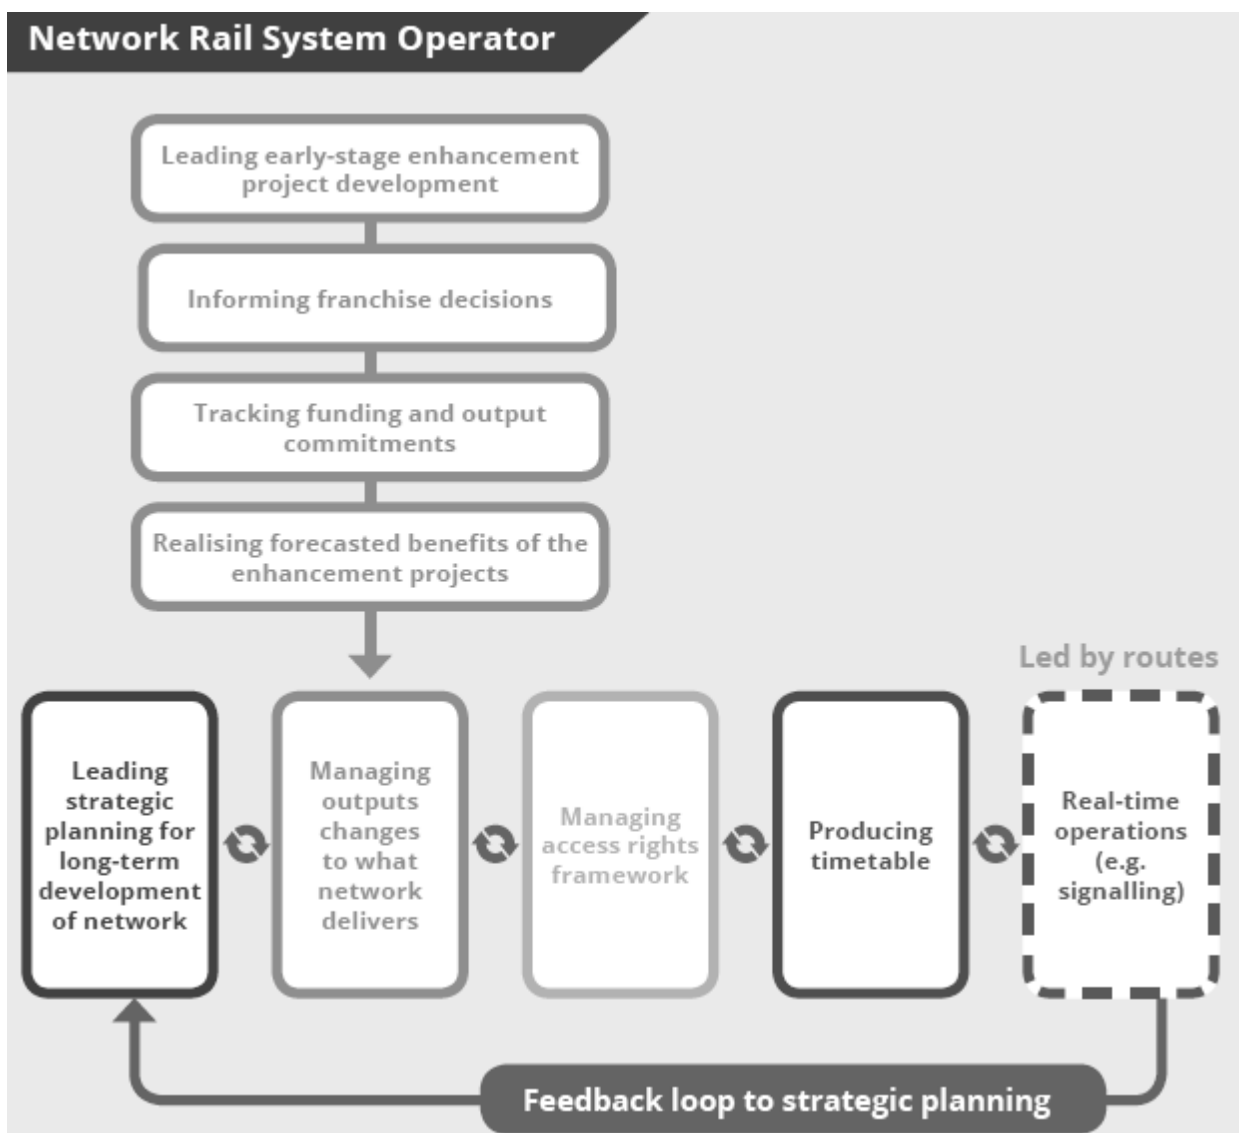 Network Rail System Operator
Leading early-stage enhancement
project development
Informing franchise decisions
Tracking funding and output
commitments
Realising forecasted benefits of the
enhancement projects
Led by routes
Leading
strategic
planning for
long-term
development
of network
Managing
outputs
changes
to what
network
delivers
Managing
access rights
framework
Producing
timetable
Real-time
operations
(e.g.
signalling)
Feedback loop to strategic planning